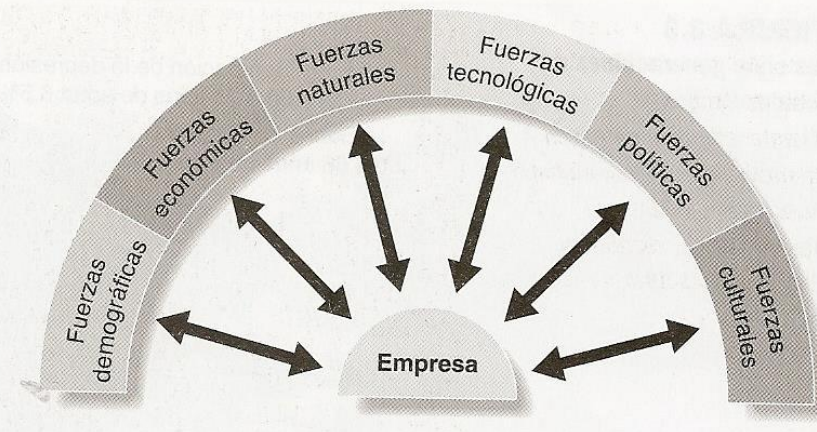 Fuerzas
demográficas
Fuerzas
económicas
Fuerzas
naturales
Fuerzas
tecnológicas
Fuerzas
políticas
Fuerzas
culturales
Empresa